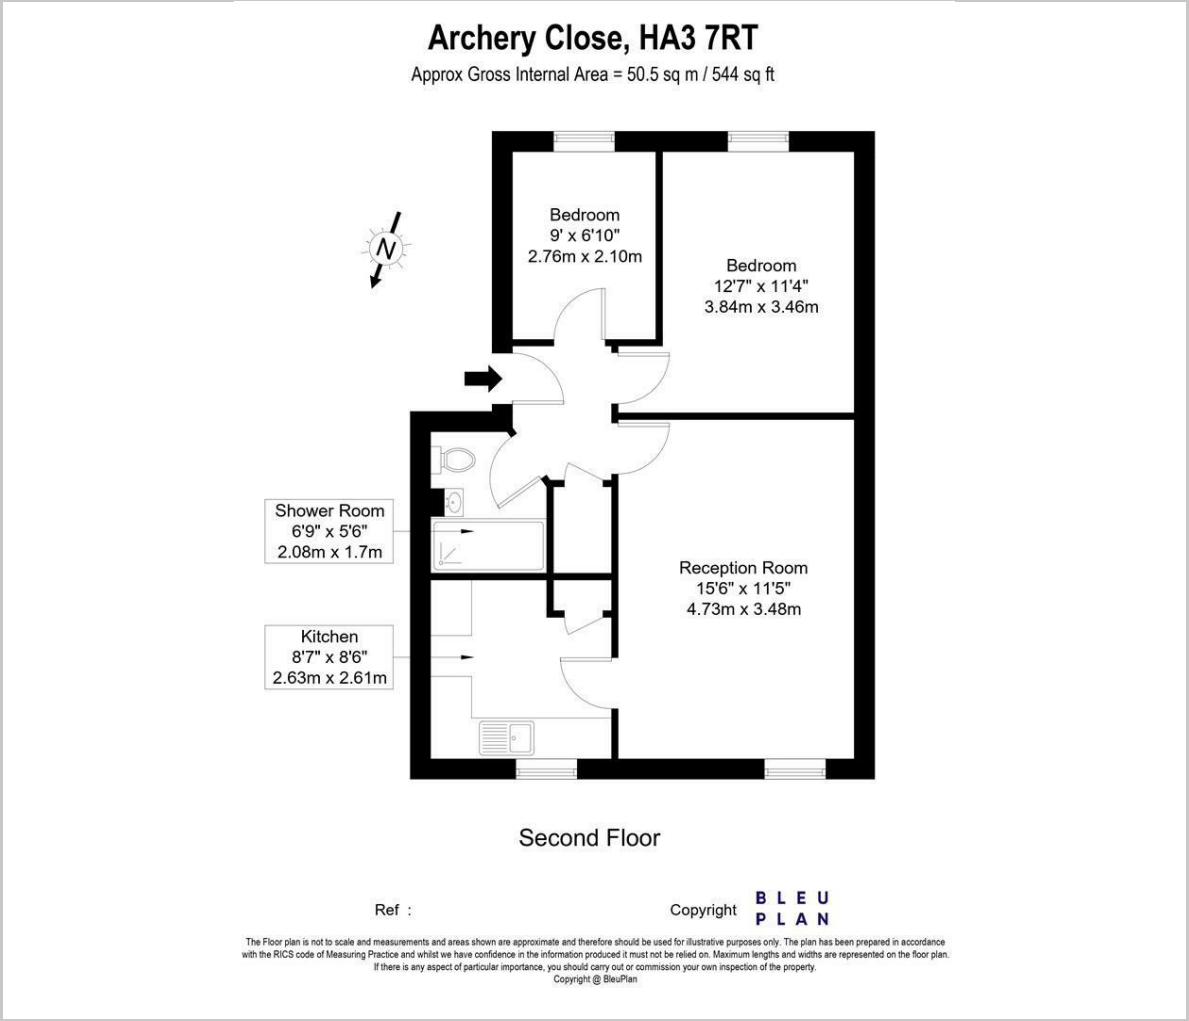 Archery Close, HA3 7RT
Approx Gross Internal Area = 50.5 sq m / 544 sq ft
N
Bedroom
9' x 6'10"
2.76m x 2.10m
Bedroom
12'7" x 11'4"
3.84m x 3.46m
Shower Room
6'9" x 5'6"
2.08m x 1.7m
Reception Room
15'6" x 11'5"
4.73m x 3.48m
Kitchen
8'7" x 8'6"
2.63m x 2.61m
Second Floor
Ref :
Copyright
BLEU
PLAN
The Floor plan is not to scale and measurements and areas shown are approximate and therefore should be used for illustrative purposes only. The plan has been prepared in accordance
with the RICS code of Measuring Practice and whilst we have confidence in the information produced it must not be relied on. Maximum lengths and widths are represented on the floor plan.
If there is any aspect of particular importance, you should carry out or commission your own inspection of the property.
Copyright @ BleuPlan